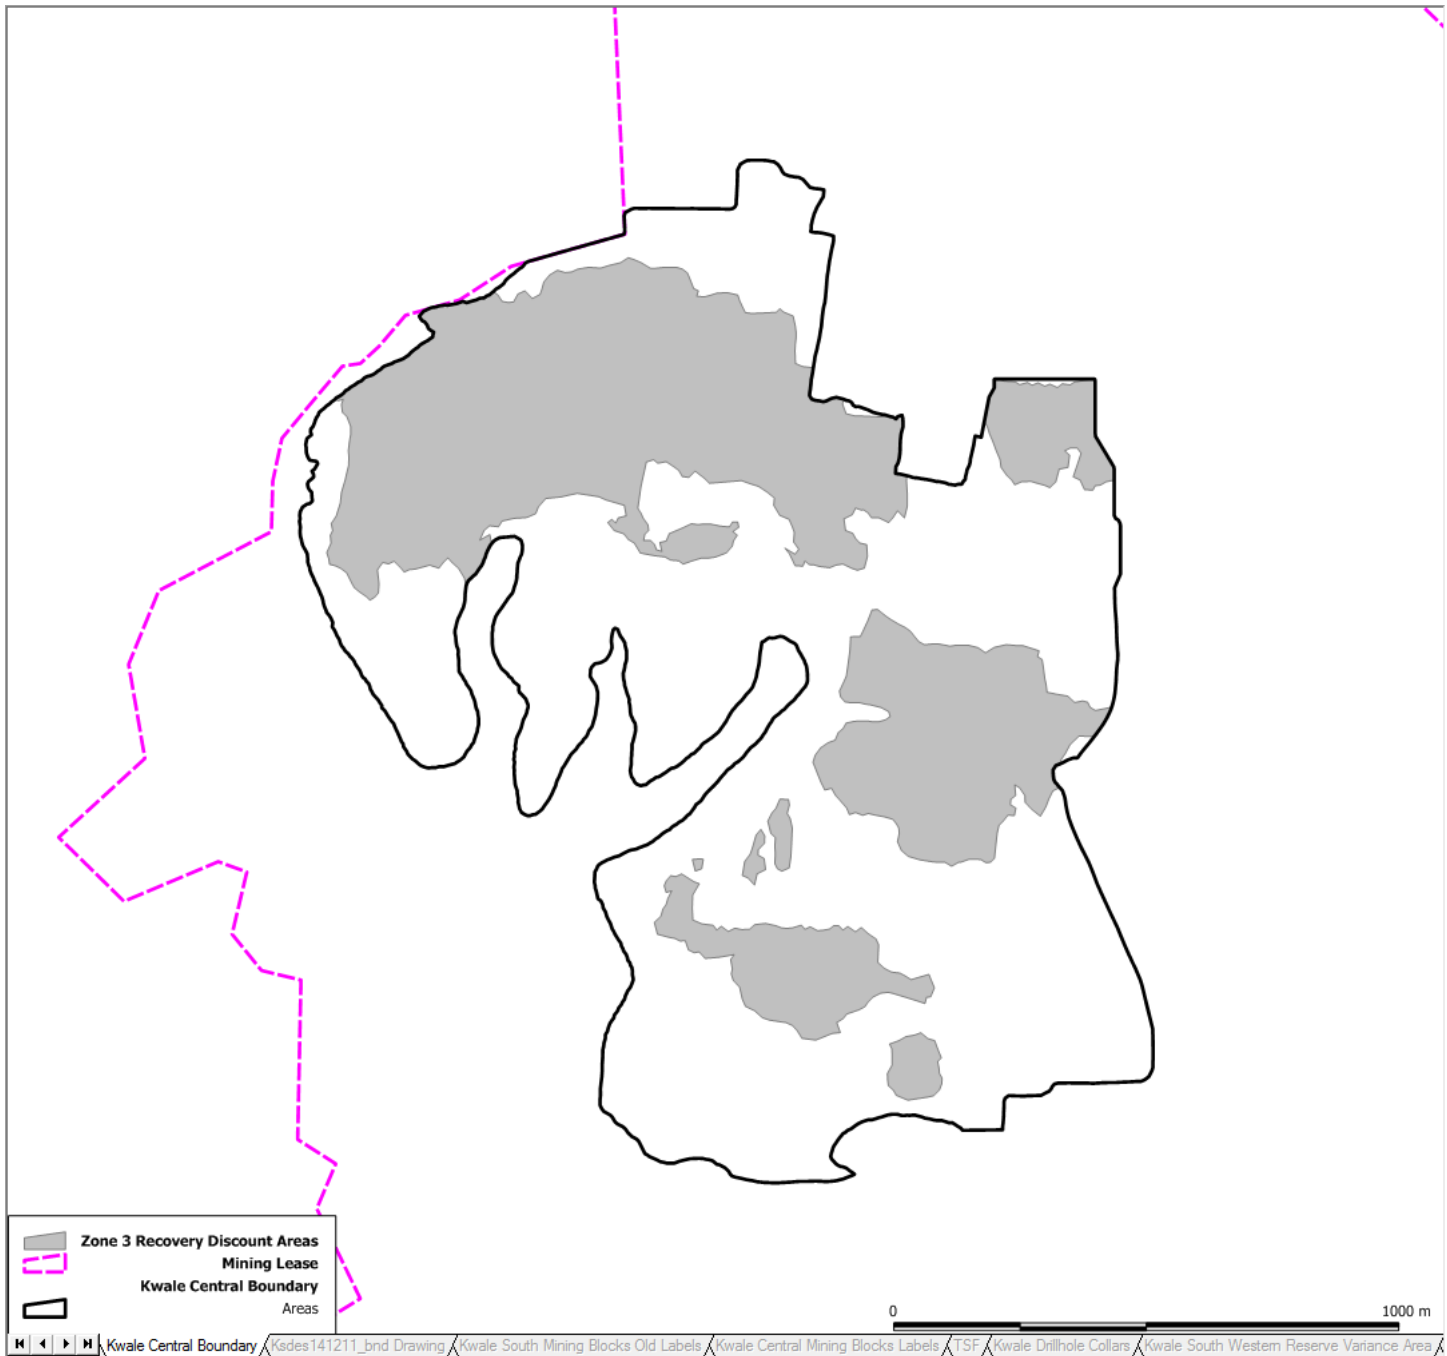 Zone 3 Recovery Discount Areas
Mining Lease
Kwale Central Boundary
Areas
0 1000 m
Kwale Central Boundary Ksdes141211_bnd Drawing Kwale South Mining Blocks Old Labels Kwale Central Mining Blocks Labels TSF Kwale Drillhole Collars Kwale South Western Reserve Variance Area